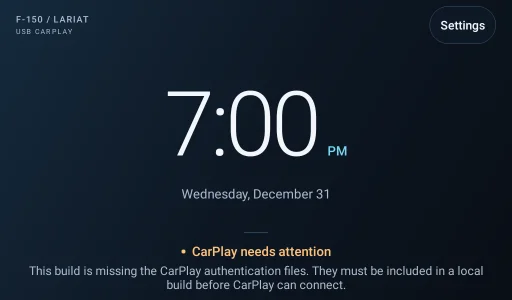 F-150 / LARIAT
USB CARPLAY
Settings
7:00 PM
Wednesday, December 31
• CarPlay needs attention
This build is missing the CarPlay authentication files. They must be included in a local
build before CarPlay can connect.